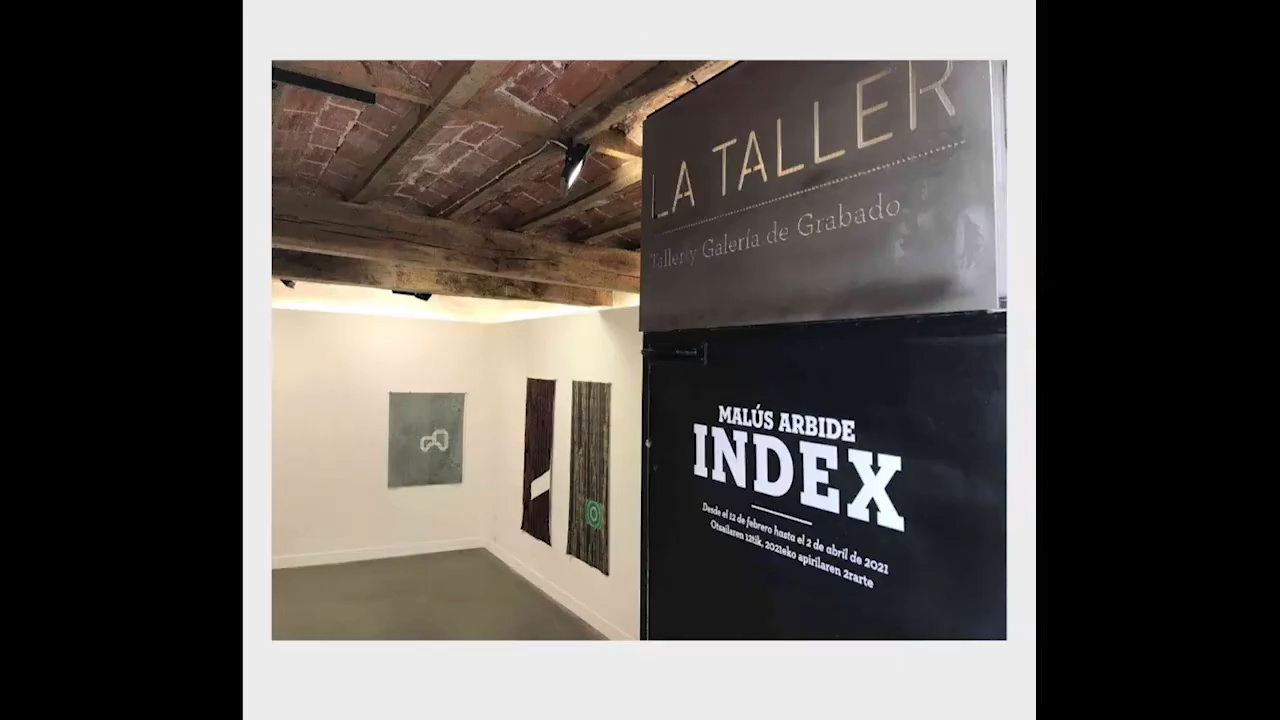 LA TALLER
Taller y Galería de Grabado
MALÚS ARBIDE
INDEX
Desde el 12 de febrero hasta el 2 de abril de 2021
Otsailaren 12tik, 2021eko apirilaren 2rarte